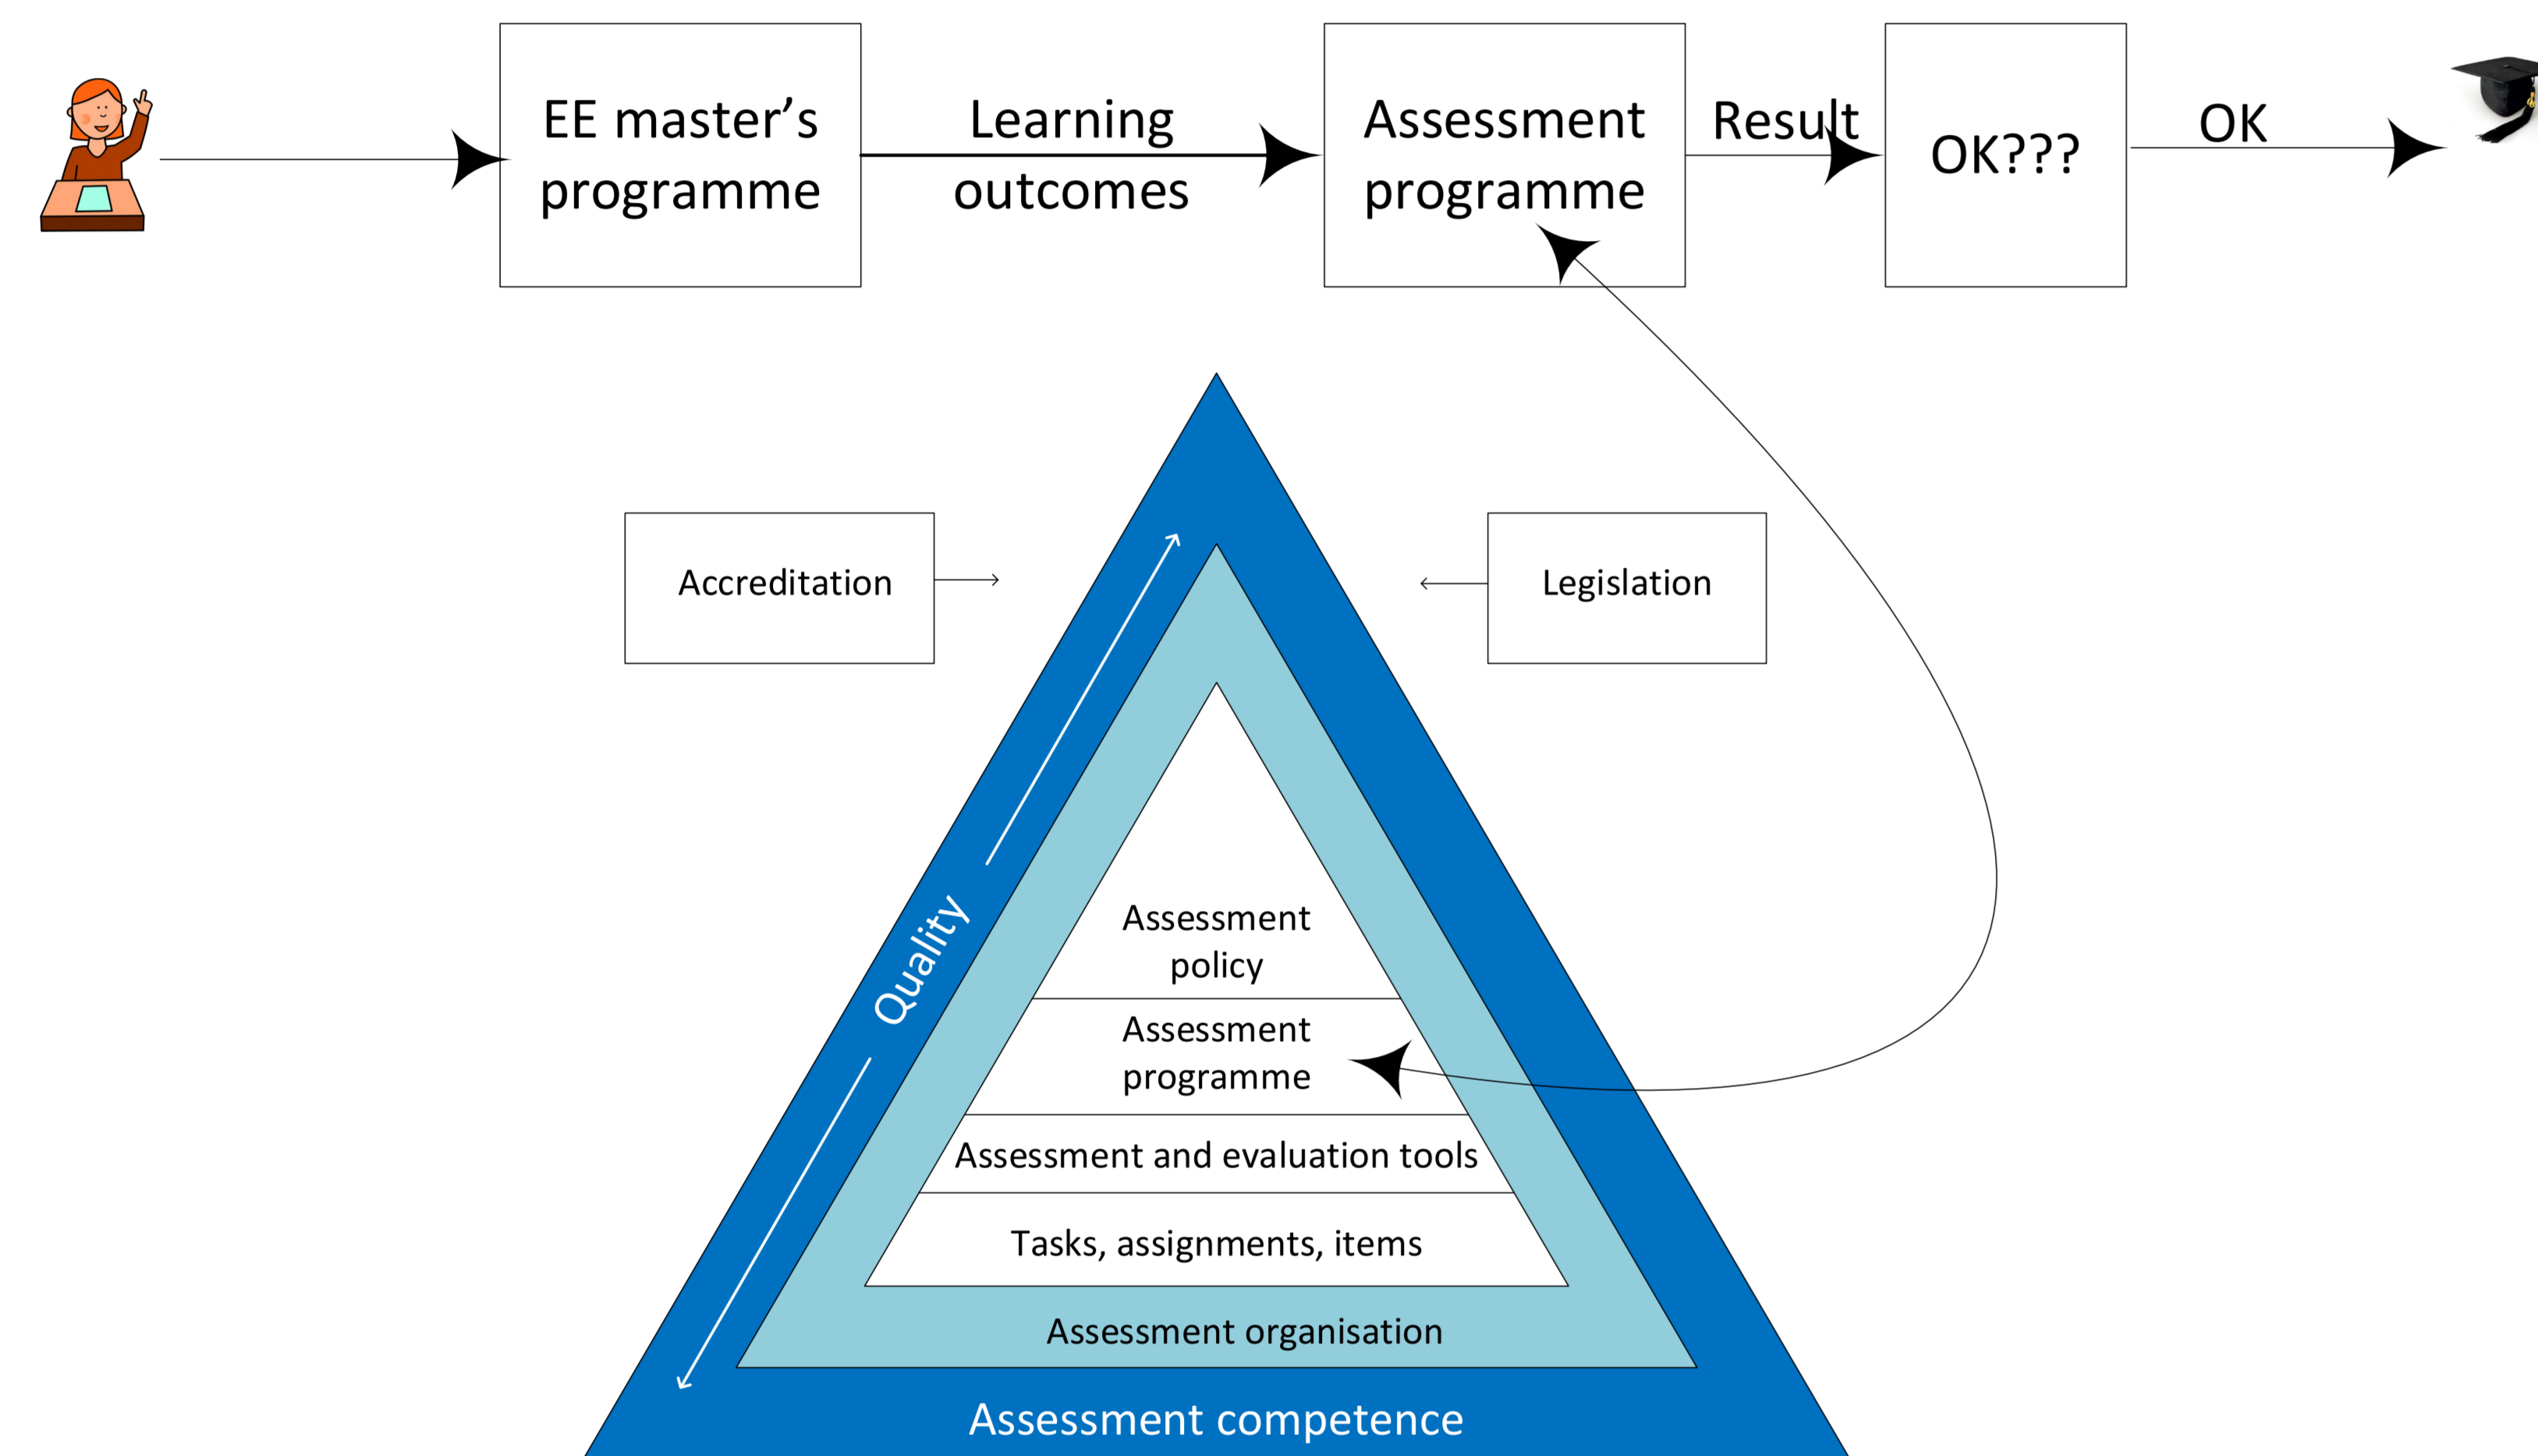 EE master’s
programme
Learning
outcomes
Assessment
programme
Result
OK???
OK
Accreditation
Legislation
Quality
Assessment
policy
Assessment
programme
Assessment and evaluation tools
Tasks, assignments, items
Assessment organisation
Assessment competence